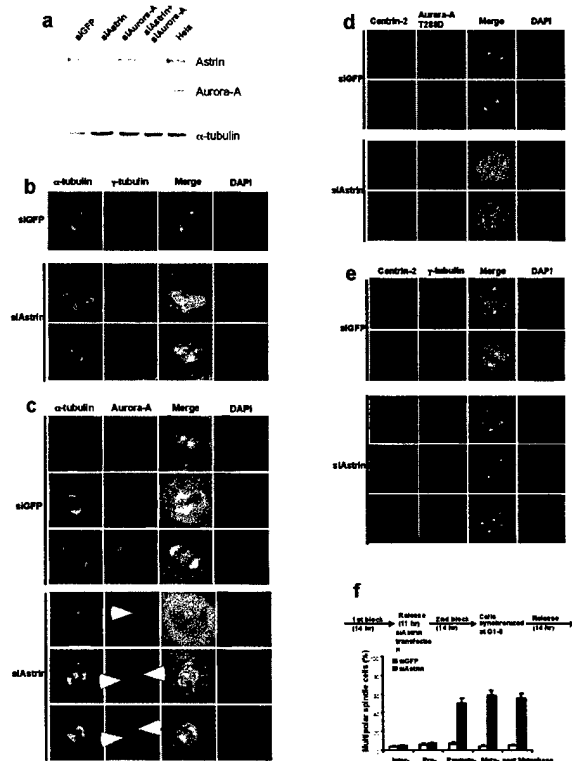 a
siGFP
siAstrin
siAurora-A
siAstrin+
siAurora-A
Hela
Astrin
Aurora-A
α-tubulin
b
α-tubulin γ-tubulin Merge DAPI
siGFP
siAstrin
c
α-tubulin Aurora-A Merge DAPI
siGFP
siAstrin
d
Centrin-2 Aurora-A T288D Merge DAPI
siGFP
siAstrin
e
Centrin-2 γ-tubulin Merge DAPI
siGFP
siAstrin
f
1st block
(14 hr)
Release
(11 hr)
siAstrin
transfection
2nd block
(14 hr)
Cells
synchronized
at G1-S
Release
(14 hr)
Multipolar spindle cells (%)
siGFP
siAstrin